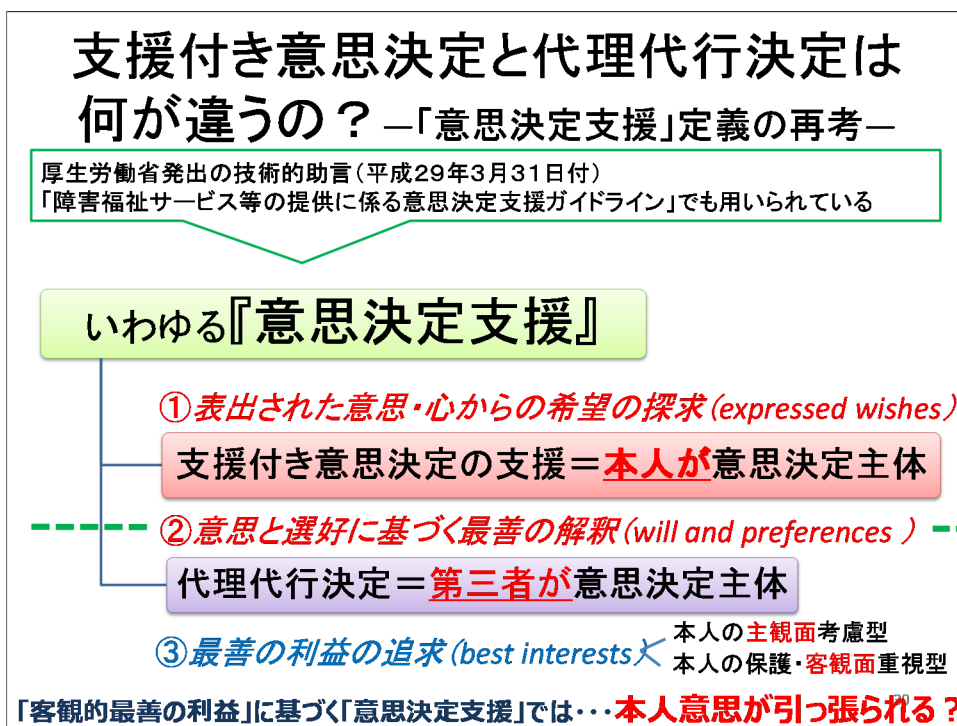 支援付き意思決定と代理代行決定は
何が違うの？ ―「意思決定支援」定義の再考―
厚生労働省発出の技術的助言（平成29年3月31日付）
「障害福祉サービス等の提供に係る意思決定支援ガイドライン」でも用いられている
いわゆる『意思決定支援』
①表出された意思・心からの希望の探求（expressed wishes）
支援付き意思決定の支援＝本人が意思決定主体
②意思と選好に基づく最善の解釈（will and preferences ）
代理代行決定＝第三者が意思決定主体
③最善の利益の追求（best interests）
本人の主観面考慮型
本人の保護・客観面重視型
「客観的最善の利益」に基づく「意思決定支援」では・・・本人意思が引っ張られる？